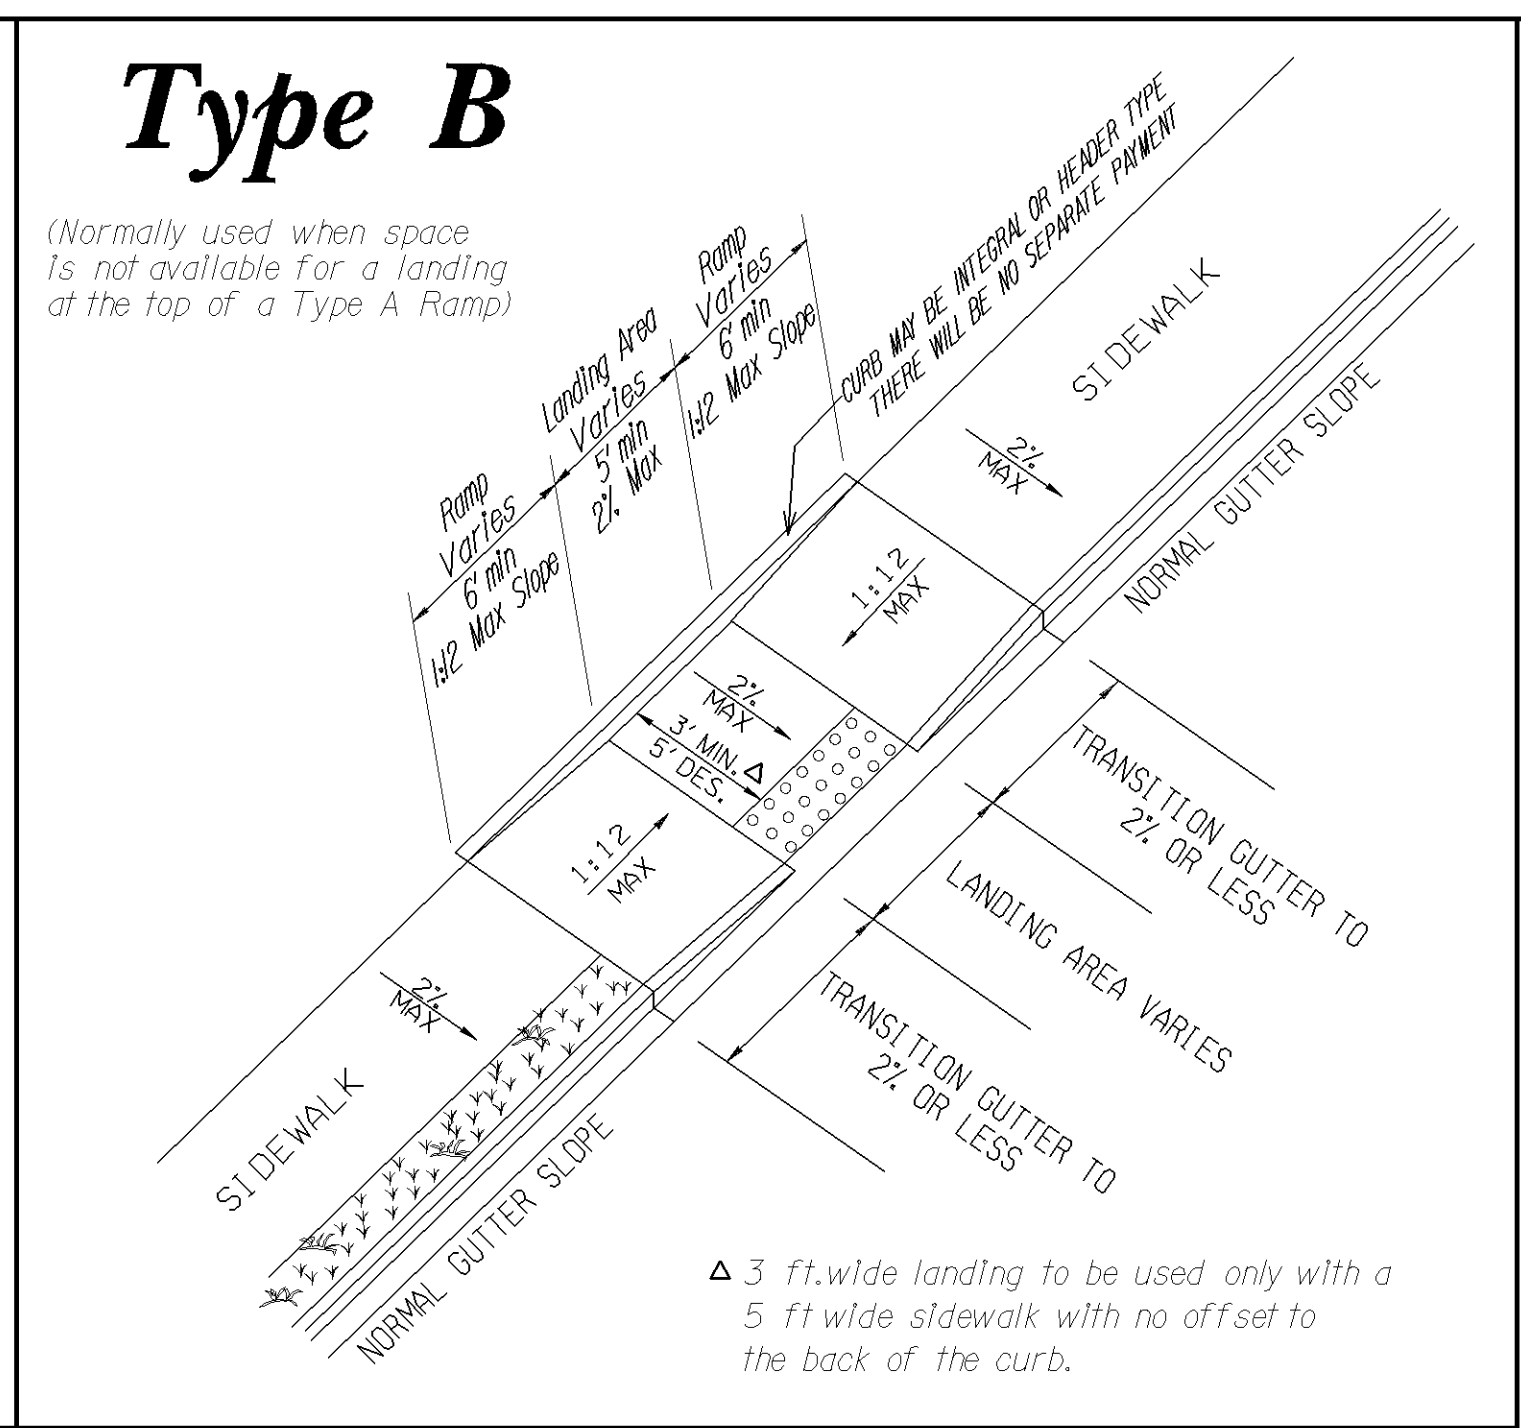 Type B
(Normally used when space
is not available for a landing
at the top of a Type A Ramp)
Ramp
Varies
6' min
1:12 Max Slope
Landing Area
Varies
5' min
2% Max
Ramp
Varies
6' min
1:12 Max Slope
CURB MAY BE INTEGRAL OR HEADER TYPE
THERE WILL BE NO SEPARATE PAYMENT
SIDEWALK
2%
MAX
NORMAL GUTTER SLOPE
1:12
MAX
2%
MAX
3' MIN. Δ
5' DES.
1:12
MAX
TRANSITION GUTTER TO
2% OR LESS
LANDING AREA VARIES
TRANSITION GUTTER TO
2% OR LESS
2%
MAX
SIDEWALK
NORMAL GUTTER SLOPE
Δ 3 ft. wide landing to be used only with a
5 ft wide sidewalk with no offset to
the back of the curb.